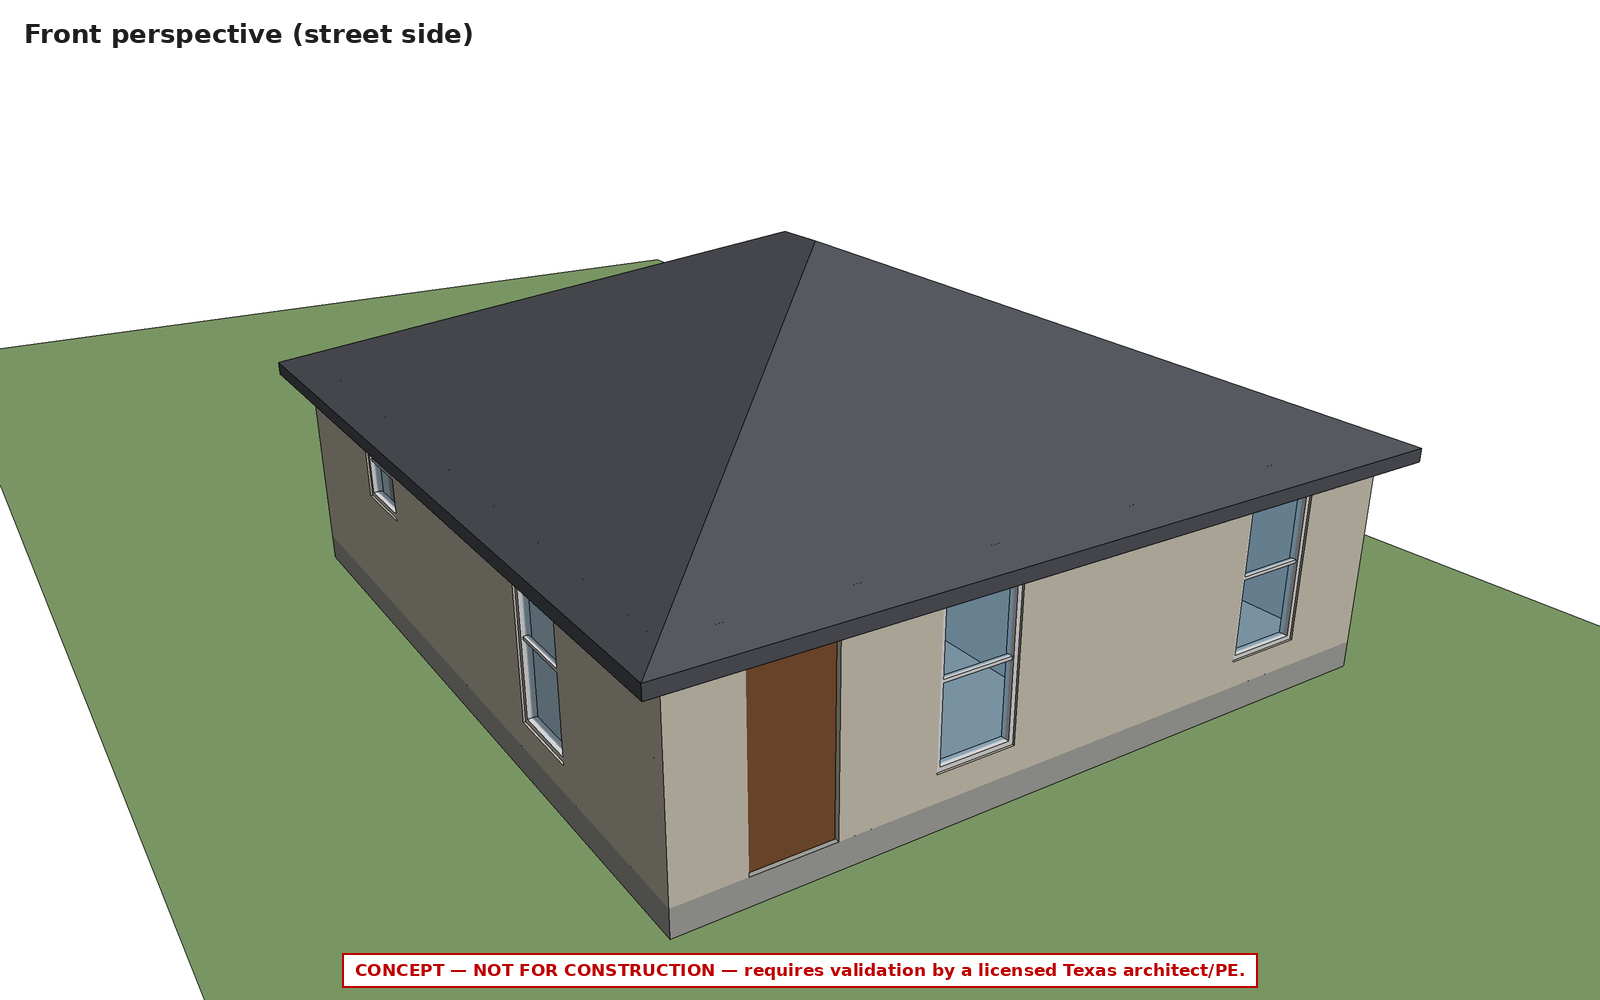 Front perspective (street side)
CONCEPT — NOT FOR CONSTRUCTION — requires validation by a licensed Texas architect/PE.